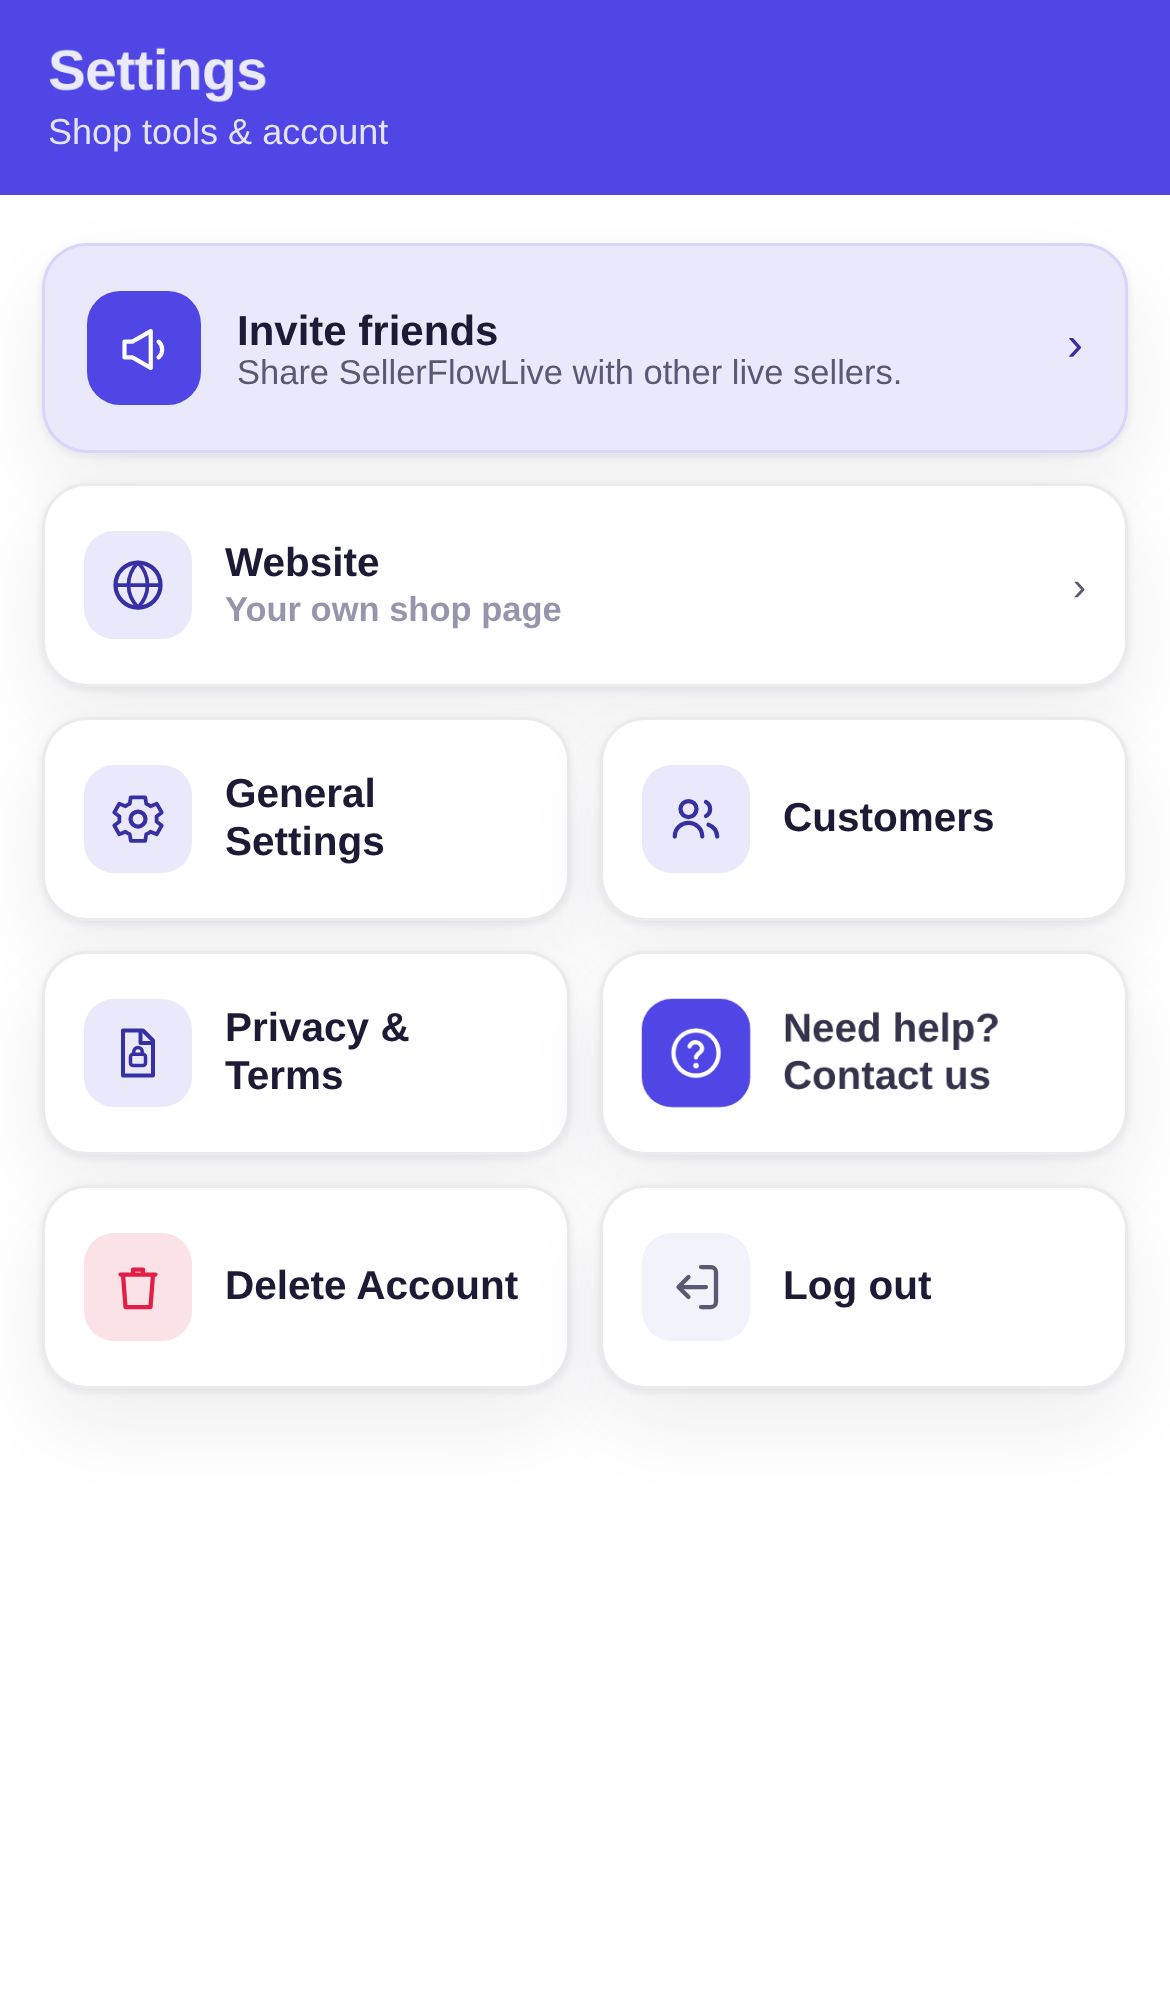 Settings
Shop tools & account
Invite friends
Share SellerFlowLive with other live sellers.
›
Website
Your own shop page
›
General
Settings
Customers
Privacy &
Terms
Need help?
Contact us
Delete Account
Log out